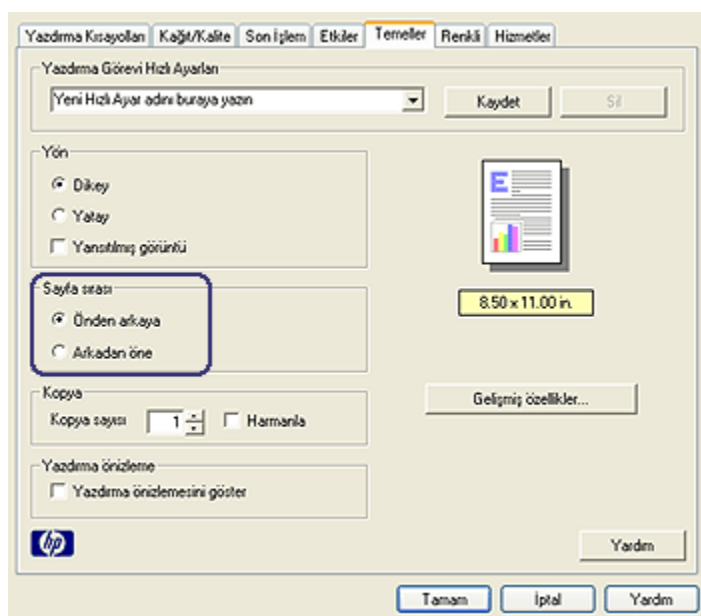 Yazdırma Kısayolları Kağıt/Kalite Son İşlem Etkiler Temeller Renkli Hizmetler
Yazdırma Görevi Hızlı Ayarları
Yeni Hızlı Ayar adını buraya yazın Kaydet Sil
Yön
Dikey
Yatay
Yansıtılmış görüntü
E
Sayfa sırası
8.50 x 11.00 in.
Önden arkaya
Arkadan öne
Kopya
Gelişmiş özellikler...
Kopya sayısı 1 Harmanla
Yazdırma önizleme
Yazdırma önizlemesini göster
hp
Yardım
Tamam İptal Yardım